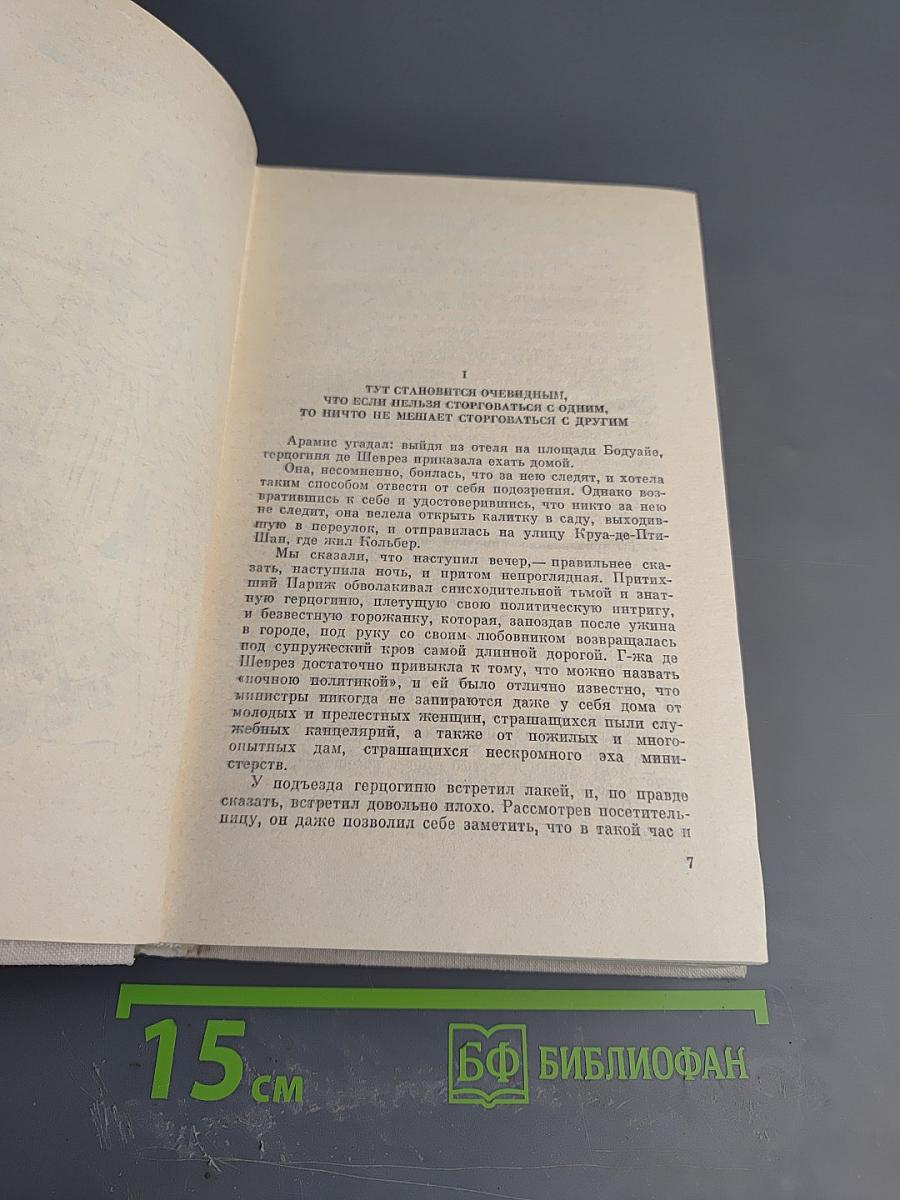 I
ТУТ СТАНОВИТСЯ ОЧЕВИДНЫМ,
ЧТО ЕСЛИ НЕЛЬЗЯ СТОРГОВАТЬСЯ С ОДНИМ,
ТО НИЧТО НЕ МЕШАЕТ СТОРГОВАТЬСЯ С ДРУГИМ
Арамис угадал: выйдя из отеля на площади Бодуайе,
герцогиня де Шеврез приказала ехать домой.
Она, несомненно, боялась, что за нею следят, и хотела
таким способом отвести от себя подозрения. Однако воз-
вратившись к себе и удостоверившись, что никто за нею
не следит, она велела открыть калитку в саду, выходив-
шую в переулок, и отправилась на улицу Круа-де-Пти-
Шан, где жил Кольбер.
Мы сказали, что наступил вечер,— правильнее ска-
зать, наступила ночь, и притом непроглядная. Притих-
ший Париж обволакивал снисходительной тьмой и знат-
ную герцогиню, плетущую свою политическую интригу,
и безвестную горожанку, которая, запоздав после ужина
в городе, под руку со своим любовником возвращалась
под супружеский кров самой длинной дорогой. Г-жа де
Шеврез достаточно привыкла к тому, что можно назвать
«ночною политикой», и ей было отлично известно, что
министры никогда не запираются даже у себя дома от
молодых и прелестных женщин, страшащихся пыли слу-
жебных канцелярий, а также от пожилых и много-
опытных дам, страшащихся нескромного эха мини-
стерств.
У подъезда герцогиню встретил лакей, и, по правде
сказать, встретил довольно плохо. Рассмотрев посетитель-
ницу, он даже позволил себе заметить, что в такой час и
7
15 см
БФ БИБЛИОФАН